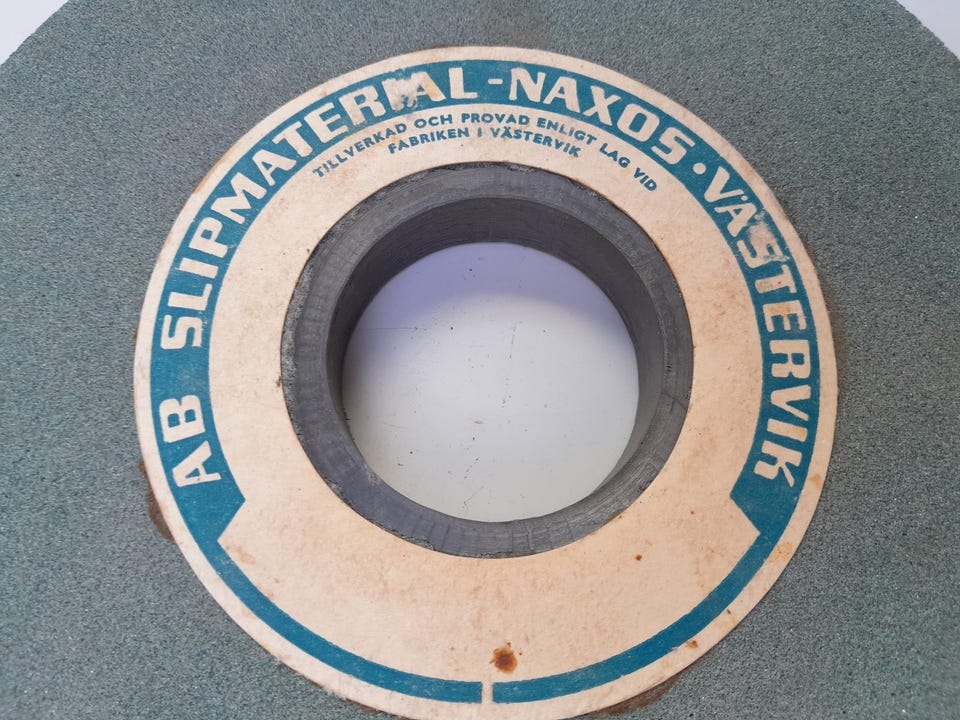 AB SLIPMATERIAL-NAXOS · VÄSTERVIK
TILLVERKAD OCH PROVAD ENLIGT LAG VID
FABRIKEN I VÄSTERVIK